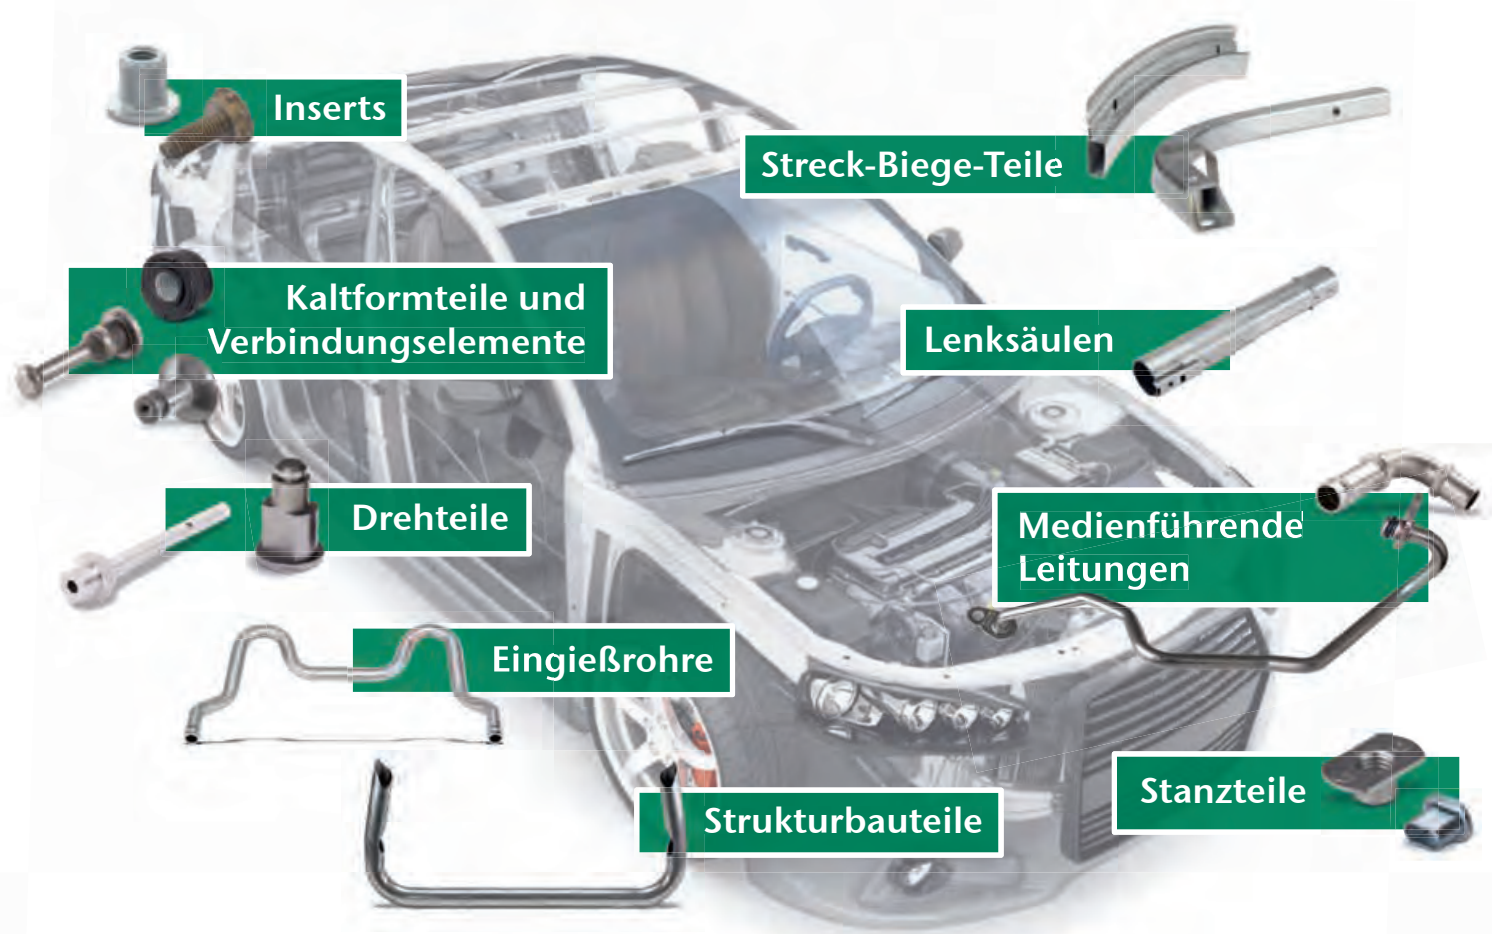 Inserts
Streck-Biege-Teile
Kaltformteile und
Verbindungselemente
Lenksäulen
Drehteile
Medienführende
Leitungen
Eingießrohre
Stanzteile
Strukturbauteile